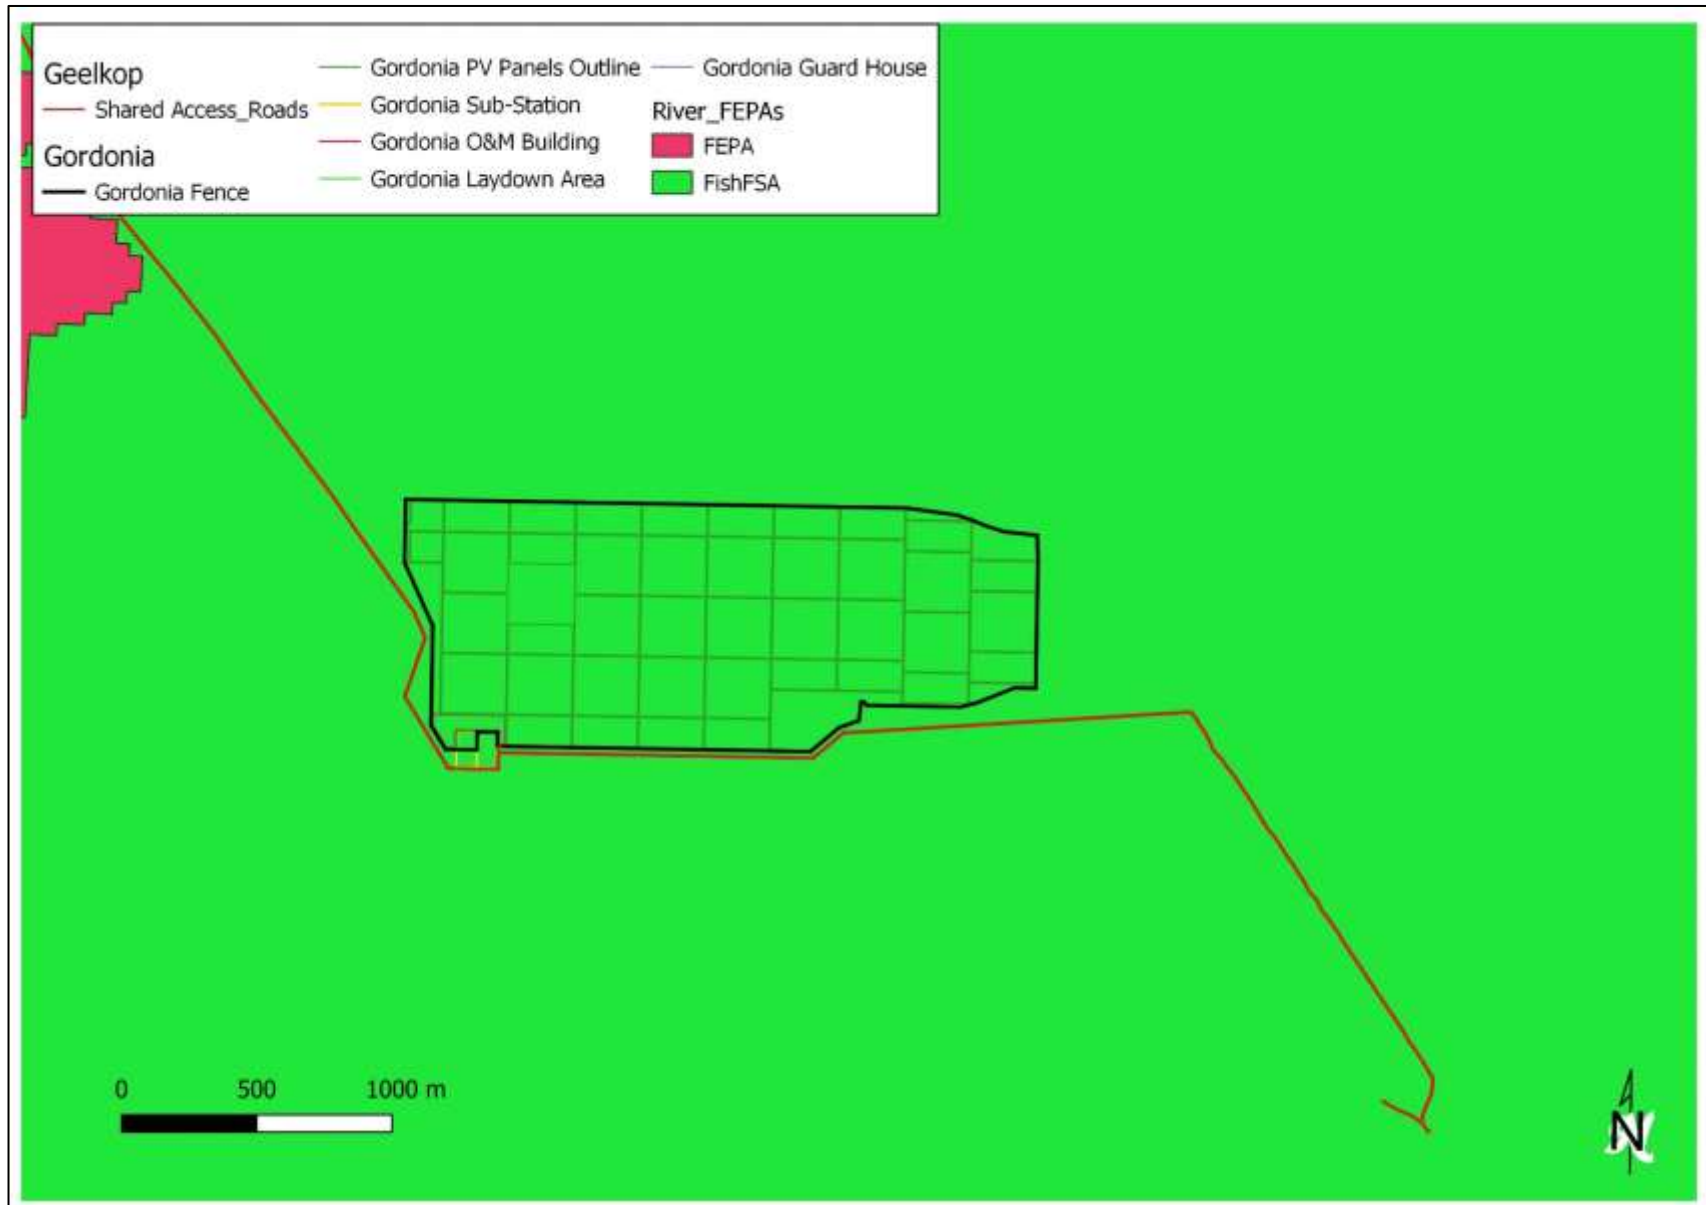 Geelkop
Shared Access_Roads
Gordonia
Gordonia Fence
Gordonia PV Panels Outline
Gordonia Sub-Station
Gordonia O&M Building
Gordonia Laydown Area
Gordonia Guard House
River_FEPAs
FEPA
FishFSA
0 500 1000 m
N